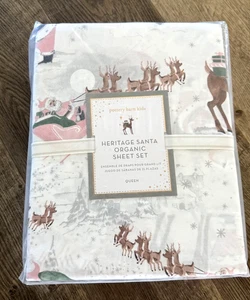 pottery barn kids
HERITAGE SANTA
ORGANIC
SHEET SET
QUEEN